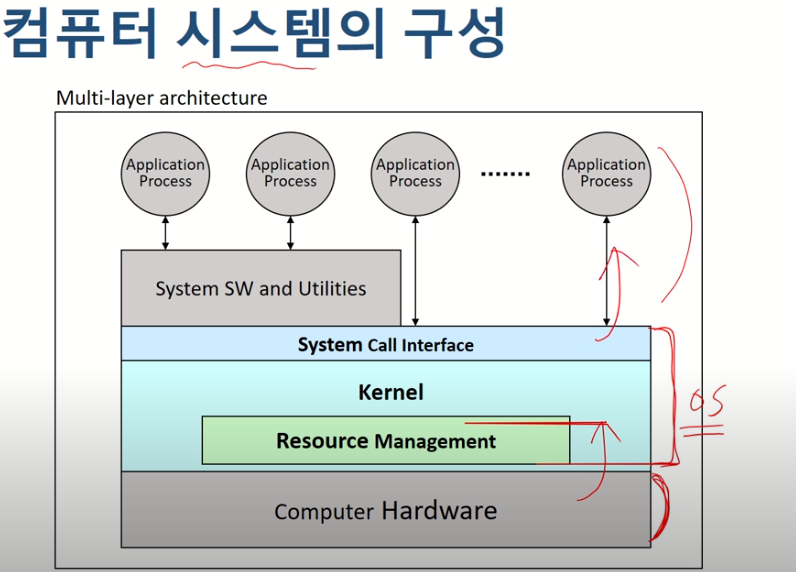 컴퓨터 시스템의 구성
Multi-layer architecture
Application
Process
Application
Process
Application
Process
.......
Application
Process
System SW and Utilities
System Call Interface
Kernel
Resource Management
Computer Hardware
OS